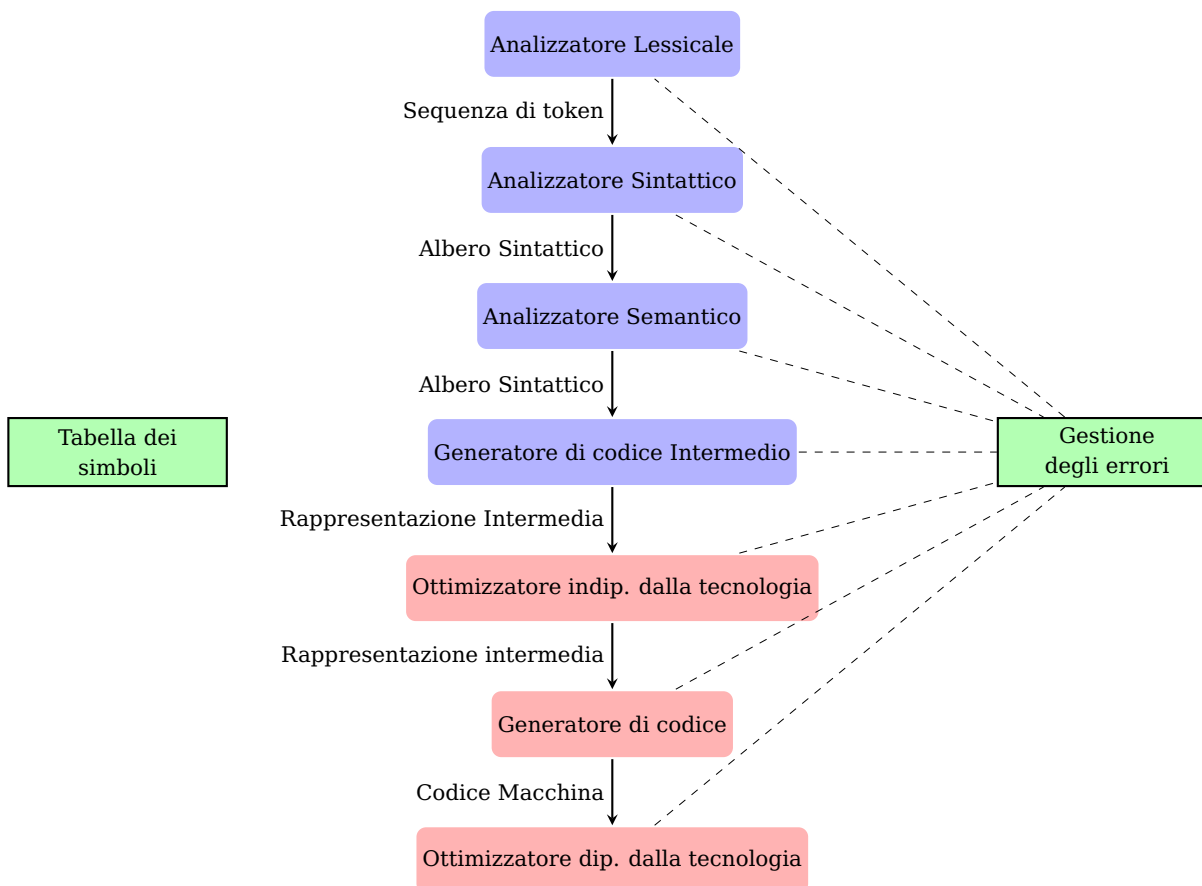 Analizzatore Lessicale
Sequenza di token
Analizzatore Sintattico
Albero Sintattico
Analizzatore Semantico
Albero Sintattico
Tabella dei
simboli
Generatore di codice Intermedio
Gestione
degli errori
Rappresentazione Intermedia
Ottimizzatore indip. dalla tecnologia
Rappresentazione intermedia
Generatore di codice
Codice Macchina
Ottimizzatore dip. dalla tecnologia